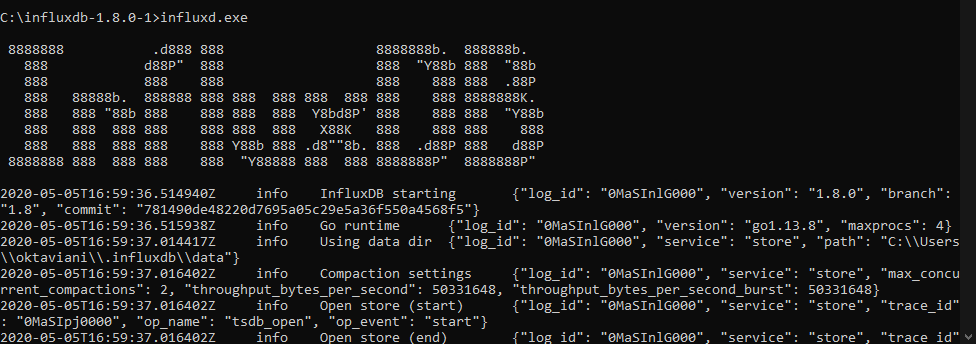 C:\influxdb-1.8.0-1>influxd.exe
 8888888           .d888 888                   8888888b.  888888b.
   888            d88P"  888                   888  "Y88b 888  "88b
   888            888    888                   888    888 888  .88P
   888   88888b.  888888 888 888  888 888  888 888    888 8888888K.
   888   888 "88b 888    888 888  888  Y8bd8P' 888    888 888  "Y88b
   888   888  888 888    888 888  888   X88K   888    888 888    888
   888   888  888 888    888 Y88b 888 .d8""8b. 888  .d88P 888   d88P
 8888888 888  888 888    888  "Y88888 888  888 8888888P"  8888888P"
2020-05-05T16:59:36.514940Z     info    InfluxDB starting       {"log_id": "0MaSInlG000", "version": "1.8.0", "branch":
"1.8", "commit": "781490de48220d7695a05c29e5a36f550a4568f5"}
2020-05-05T16:59:36.515938Z     info    Go runtime      {"log_id": "0MaSInlG000", "version": "go1.13.8", "maxprocs": 4}
2020-05-05T16:59:37.014417Z     info    Using data dir  {"log_id": "0MaSInlG000", "service": "store", "path": "C:\\Users
\\oktaviani\\.influxdb\\data"}
2020-05-05T16:59:37.016402Z     info    Compaction settings     {"log_id": "0MaSInlG000", "service": "store", "max_concu
rrent_compactions": 2, "throughput_bytes_per_second": 50331648, "throughput_bytes_per_second_burst": 50331648}
2020-05-05T16:59:37.016402Z     info    Open store (start)      {"log_id": "0MaSInlG000", "service": "store", "trace_id"
: "0MaSIpj0000", "op_name": "tsdb_open", "op_event": "start"}
2020-05-05T16:59:37.016402Z     info    Open store (end)        {"log_id": "0MaSInlG000", "service": "store", "trace_id"